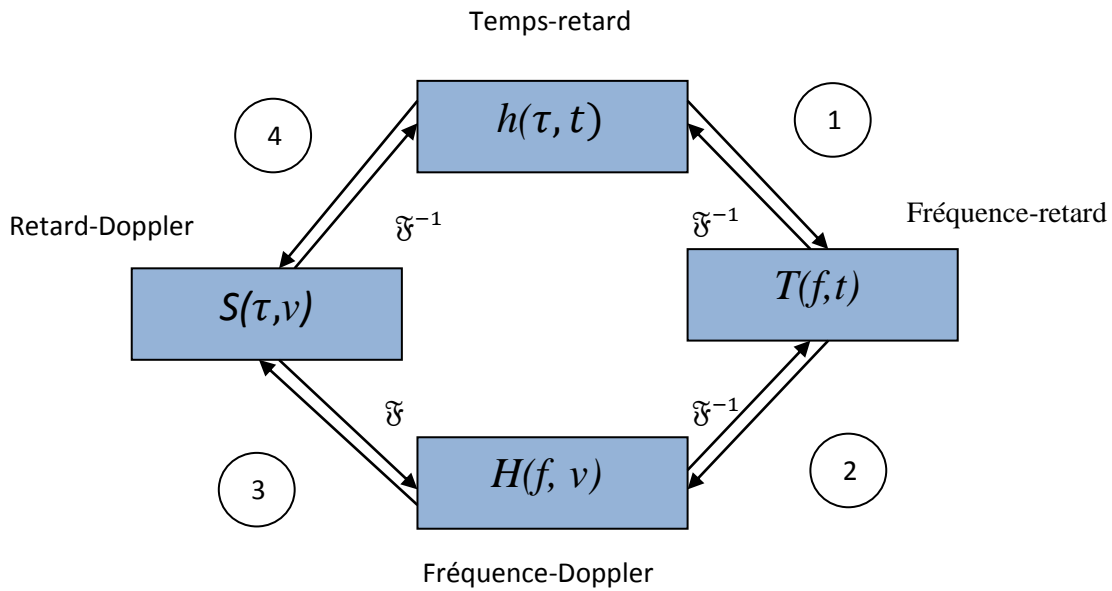 Temps-retard
h(τ, t)
4
1
Retard-Doppler
𝔉⁻¹
𝔉⁻¹
Fréquence-retard
S(τ,v)
T(f,t)
𝔉
𝔉⁻¹
3
H(f, v)
2
Fréquence-Doppler